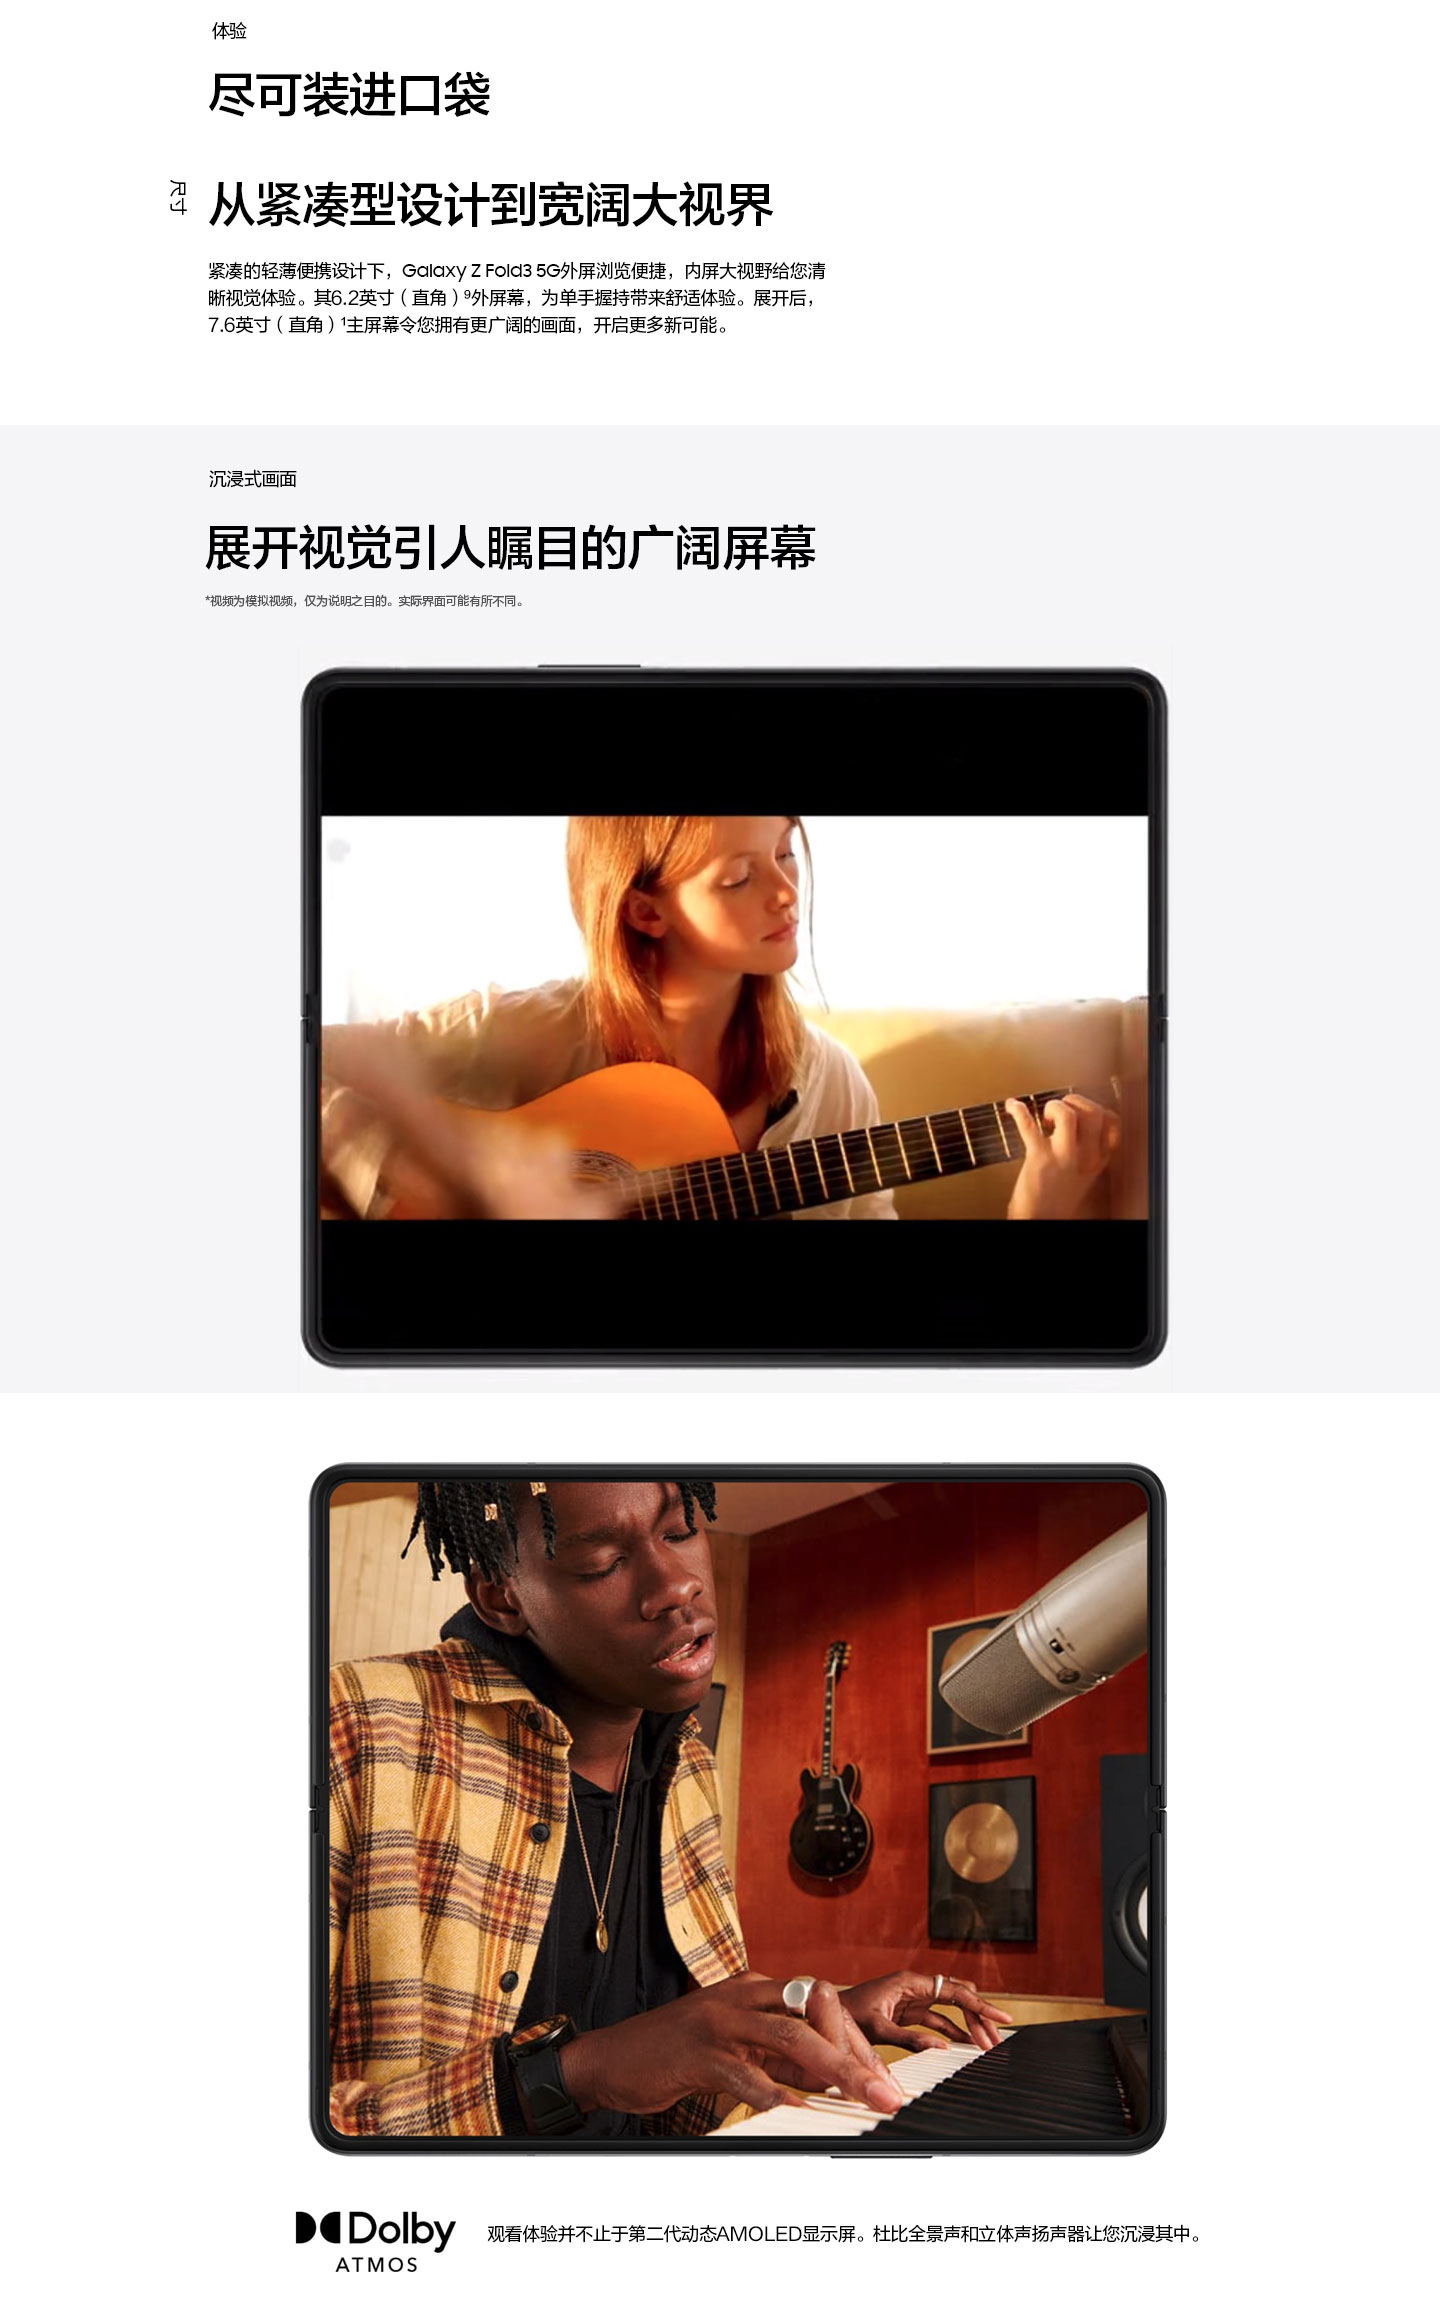 体验
尽可装进口袋
尺寸
从紧凑型设计到宽阔大视界
紧凑的轻薄便携设计下，Galaxy Z Fold3 5G外屏浏览便捷，内屏大视野给您清
晰视觉体验。其6.2英寸（直角）⁹外屏幕，为单手握持带来舒适体验。展开后，
7.6英寸（直角）¹主屏幕令您拥有更广阔的画面，开启更多新可能。
沉浸式画面
展开视觉引人瞩目的广阔屏幕
*视频为模拟视频，仅为说明之目的。实际界面可能有所不同。
Dolby
ATMOS
观看体验并不止于第二代动态AMOLED显示屏。杜比全景声和立体声扬声器让您沉浸其中。